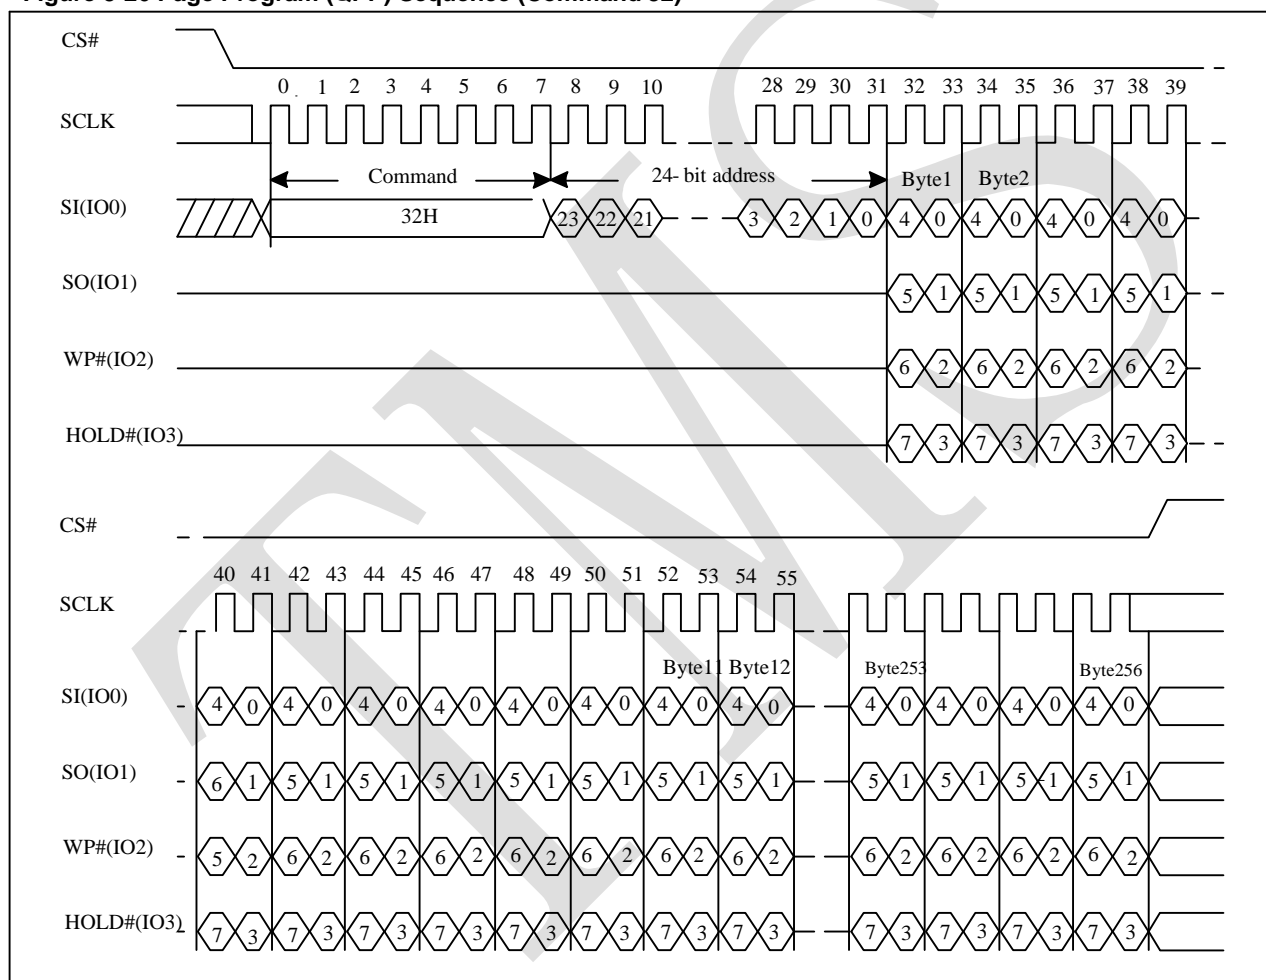 CS#
0 1 2 3 4 5 6 7 8 9 10 28 29 30 31 32 33 34 35 36 37 38 39
SCLK
Command 24- bit address Byte1 Byte2
SI(IO0) 32H 23 22 21 3 2 1 0 4 0 4 0 4 0 4 0
SO(IO1) 5 1 5 1 5 1 5 1
WP#(IO2) 6 2 6 2 6 2 6 2
HOLD#(IO3) 7 3 7 3 7 3 7 3
CS#
40 41 42 43 44 45 46 47 48 49 50 51 52 53 54 55
SCLK
Byte11 Byte12 Byte253 Byte256
SI(IO0) 4 0 4 0 4 0 4 0 4 0 4 0 4 0 4 0 4 0 4 0 4 0 4 0
SO(IO1) 6 1 5 1 5 1 5 1 5 1 5 1 5 1 5 1 5 1 5 1 5 1 5 1
WP#(IO2) 5 2 6 2 6 2 6 2 6 2 6 2 6 2 6 2 6 2 6 2 6 2 6 2
HOLD#(IO3) 7 3 7 3 7 3 7 3 7 3 7 3 7 3 7 3 7 3 7 3 7 3 7 3
TMS